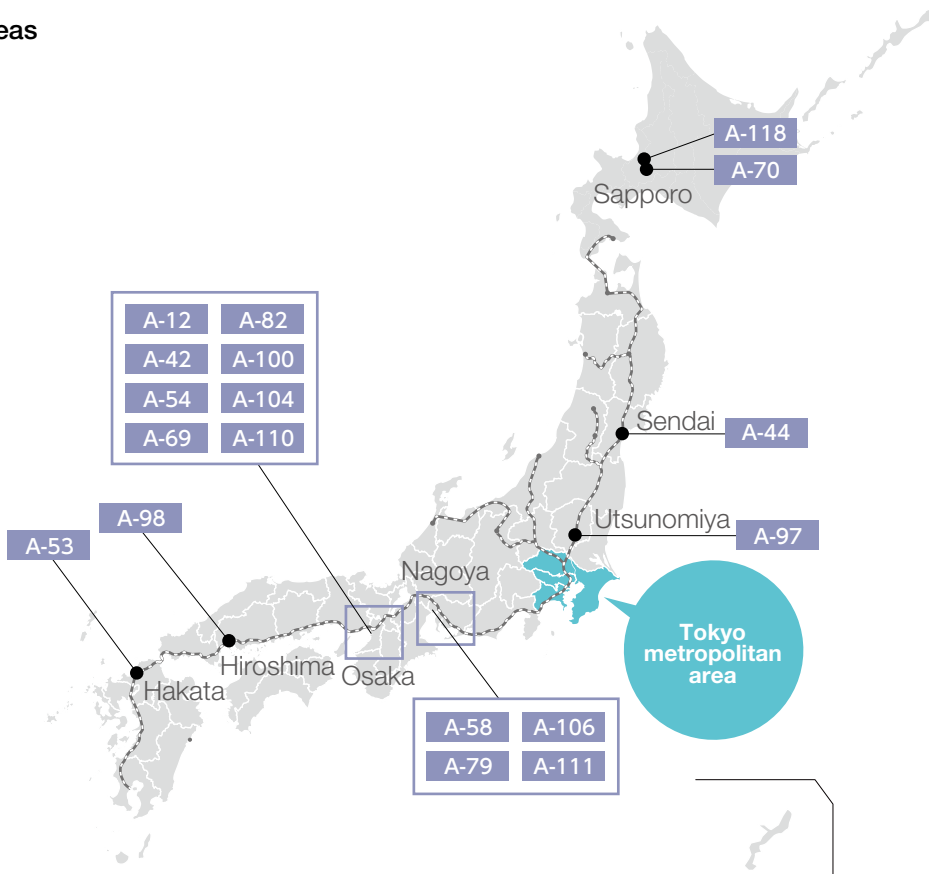 eas
A-118
A-70
Sapporo
A-12 A-82
A-42 A-100
A-54 A-104
A-69 A-110
Sendai
A-44
A-98
Utsunomiya
A-97
A-53
Nagoya
Tokyo
metropolitan
area
Hiroshima
Osaka
Hakata
A-58 A-106
A-79 A-111